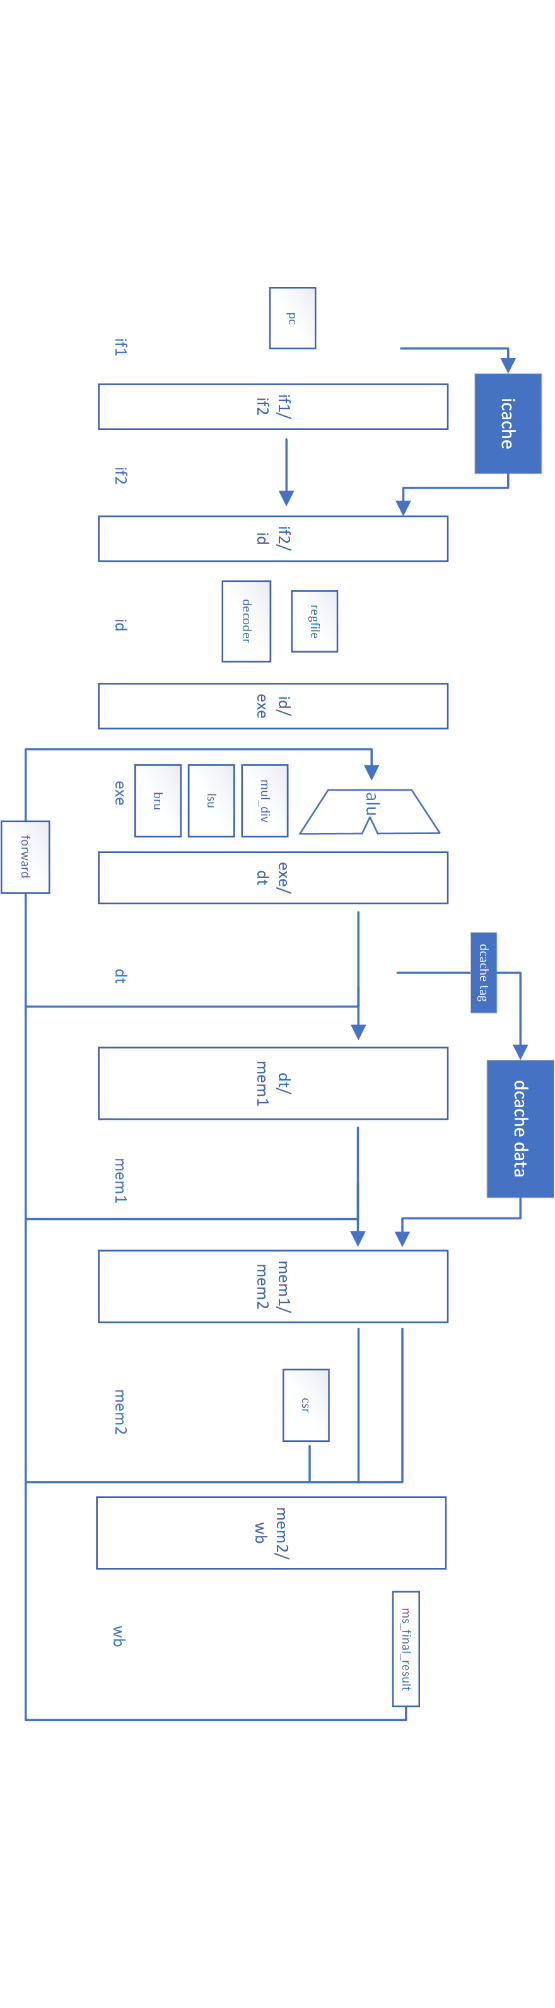 pc
if1
icache
if1/
if2
if2
if2/
id
regfile
decoder
id
id/
exe
alu
mul_div
lsu
bru
exe
forward
exe/
dt
dcache tag
dt
dcache data
dt/
mem1
mem1
mem1/
mem2
csr
mem2
mem2/
wb
ms_final_result
wb